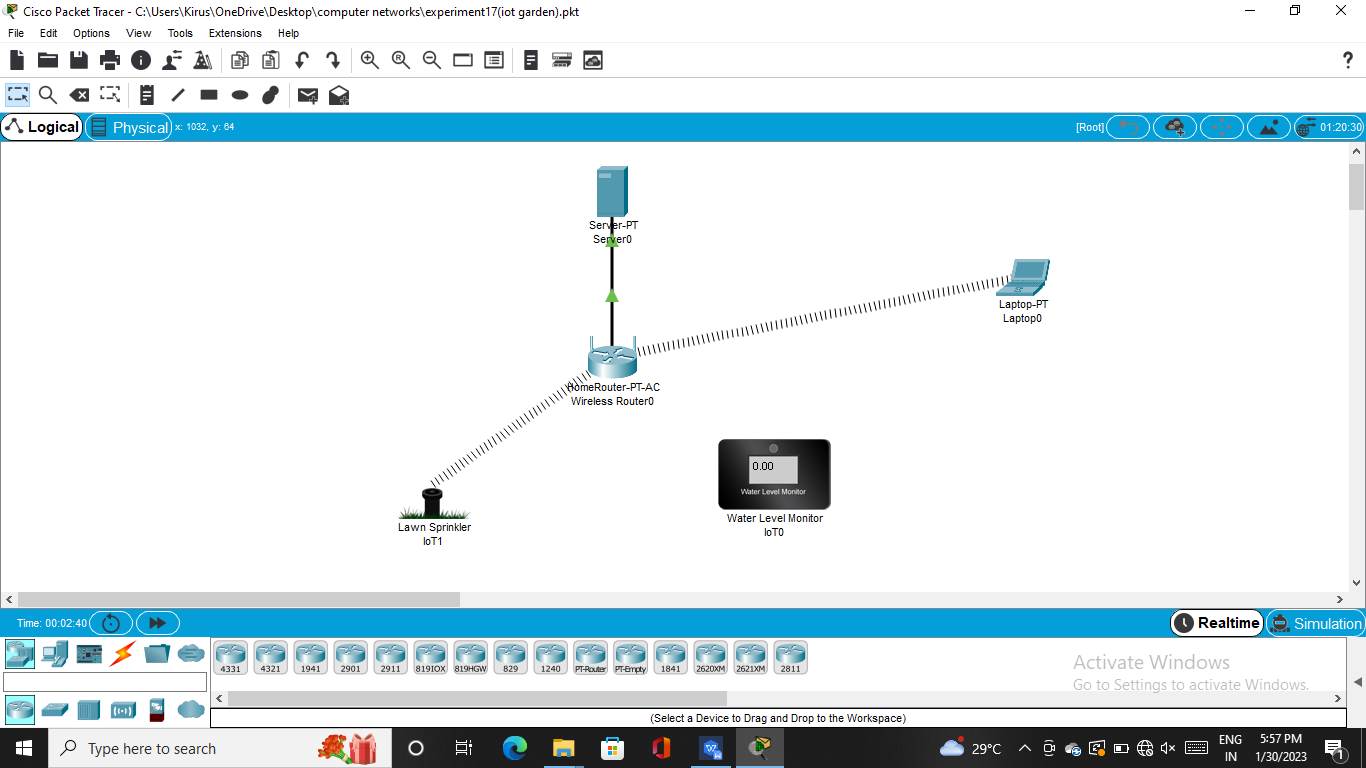 Cisco Packet Tracer - C:\Users\Kirus\OneDrive\Desktop\computer networks\experiment17(iot garden).pkt
File Edit Options View Tools Extensions Help
Logical Physical x: 1032, y: 64 [Root] 01:20:30
Server-PT
Server0
Laptop-PT
Laptop0
HomeRouter-PT-AC
Wireless Router0
0.00
Water Level Monitor
Water Level Monitor
IoT0
Lawn Sprinkler
IoT1
Time: 00:02:40 Realtime Simulation
4331 4321 1941 2901 2911 819IOX 819HGW 829 1240 PT-Router PT-Empty 1841 2620XM 2621XM 2811
Activate Windows
Go to Settings to activate Windows.
(Select a Device to Drag and Drop to the Workspace)
Type here to search
29°C
ENG
IN
5:57 PM
1/30/2023
1